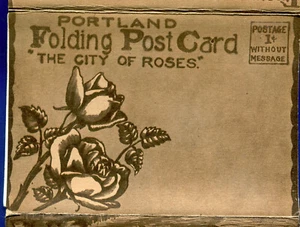 PORTLAND
Folding Post Card
"THE CITY OF ROSES."
POSTAGE
1¢
WITHOUT
MESSAGE